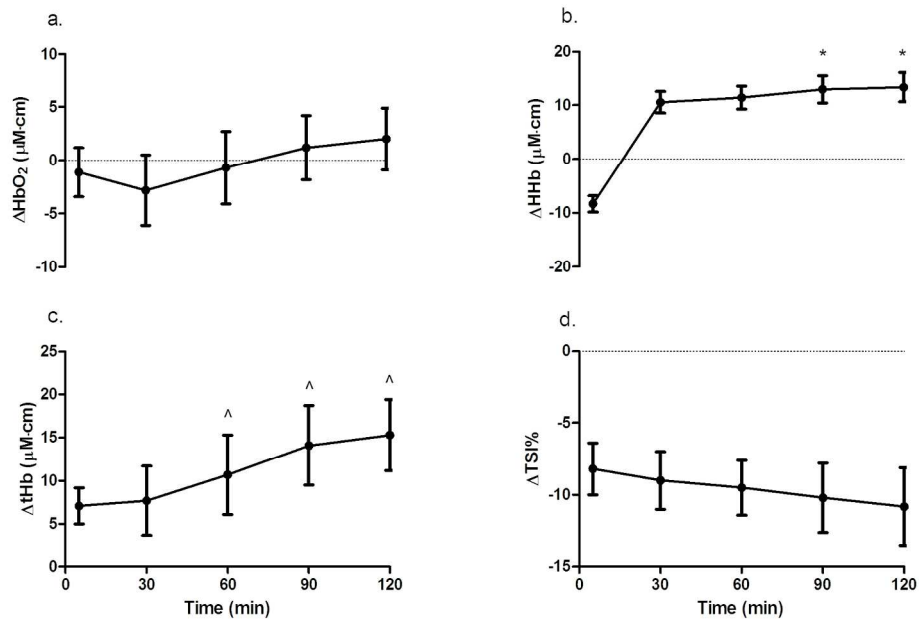 a.
10
5
0
-5
-10
ΔHbO₂ (μM·cm)
b.
20
10
0
-10
-20
ΔHHb (μM·cm)
*
*
c.
25
20
15
10
5
0
ΔtHb (μM·cm)
^
^
^
0 30 60 90 120
Time (min)
d.
0
-5
-10
-15
ΔTSI%
0 30 60 90 120
Time (min)